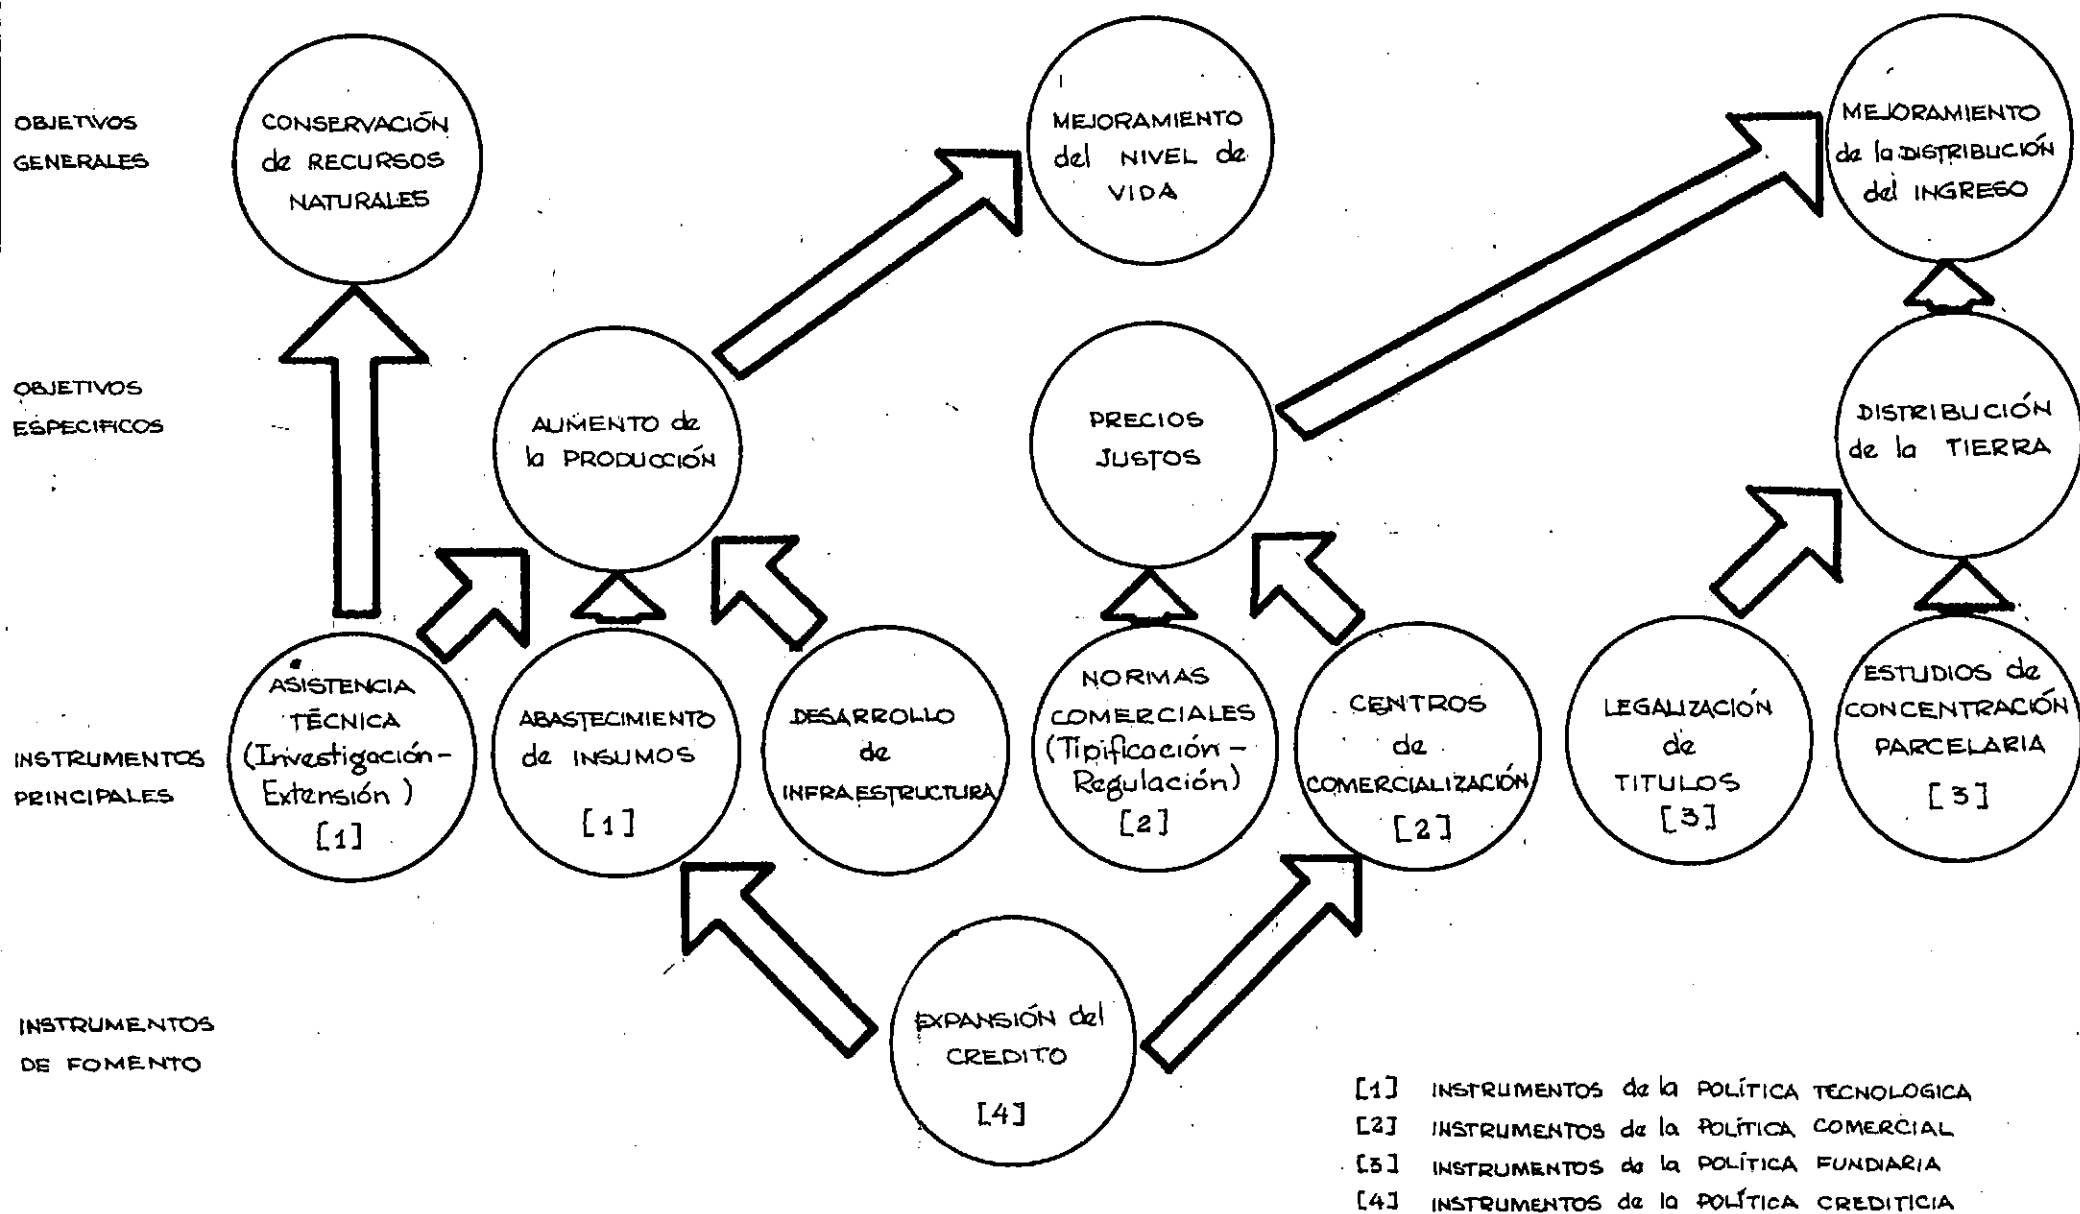 OBJETIVOS
GENERALES
CONSERVACIÓN
de RECURSOS
NATURALES
MEJORAMIENTO
del NIVEL de
VIDA
MEJORAMIENTO
de la DISTRIBUCIÓN
del INGRESO
OBJETIVOS
ESPECIFICOS
AUMENTO de
la PRODUCCIÓN
PRECIOS
JUSTOS
DISTRIBUCIÓN
de la TIERRA
INSTRUMENTOS
PRINCIPALES
ASISTENCIA
TÉCNICA
(Investigación-
Extensión)
[1]
ABASTECIMIENTO
de INSUMOS
[1]
DESARROLLO
de
INFRAESTRUCTURA
NORMAS
COMERCIALES
(Tipificación-
Regulación)
[2]
CENTROS
de
COMERCIALIZACIÓN
[2]
LEGALIZACIÓN
de
TITULOS
[3]
ESTUDIOS de
CONCENTRACIÓN
PARCELARIA
[3]
INSTRUMENTOS
DE FOMENTO
EXPANSIÓN del
CREDITO
[4]
[1] INSTRUMENTOS de la POLÍTICA TECNOLOGICA
[2] INSTRUMENTOS de la POLÍTICA COMERCIAL
[3] INSTRUMENTOS de la POLÍTICA FUNDIARIA
[4] INSTRUMENTOS de la POLÍTICA CREDITICIA